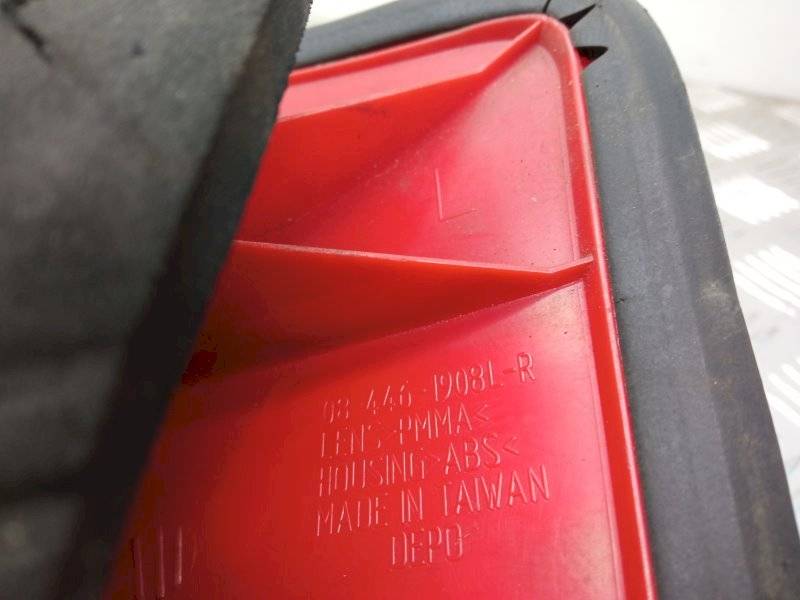 L
08 446-1908L-R
LENS>PMMA<
HOUSING>ABS<
MADE IN TAIWAN
DEPO